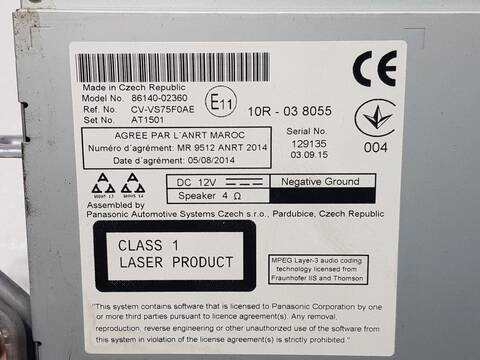 Made in Czech Republic
Model No. 86140-02360
Ref. No. CV-VS75F0AE
Set No. AT1501
E11
10R - 03 8055
CE
AGREE PAR L'ANRT MAROC
Numéro d'agrément: MR 9512 ANRT 2014
Date d'agrément: 05/08/2014
Serial No.
129135
03.09.15
004
DC 12V
Negative Ground
Speaker 4 Ω
Assembled by
Panasonic Automotive Systems Czech s.r.o., Pardubice, Czech Republic
CLASS 1
LASER PRODUCT
MPEG Layer-3 audio coding
technology licensed from
Fraunhofer IIS and Thomson
"This system contains software that is licensed to Panasonic Corporation by one
or more third parties pursuant to licence agreement(s). Any removal,
reproduction, reverse engineering or other unauthorized use of the software from
this system in violation of licence agreement(s) is strictly prohibited."